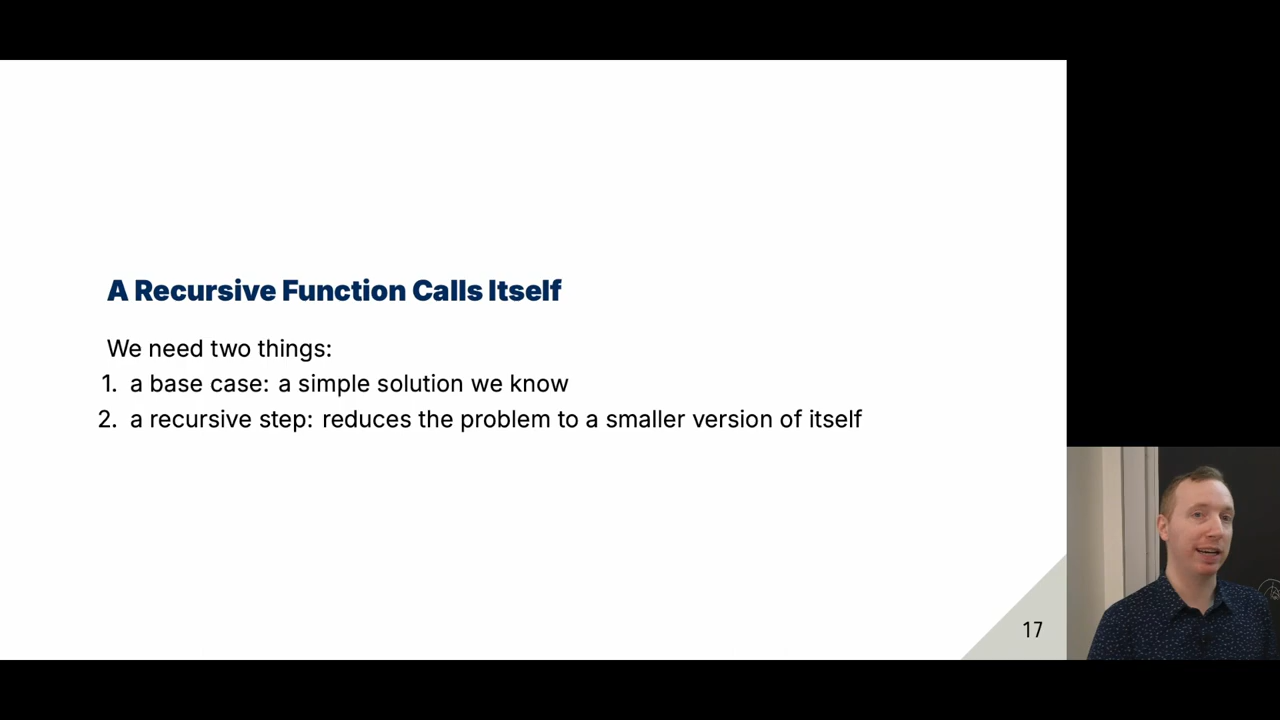 A Recursive Function Calls Itself
We need two things:
1. a base case: a simple solution we know
2. a recursive step: reduces the problem to a smaller version of itself
17